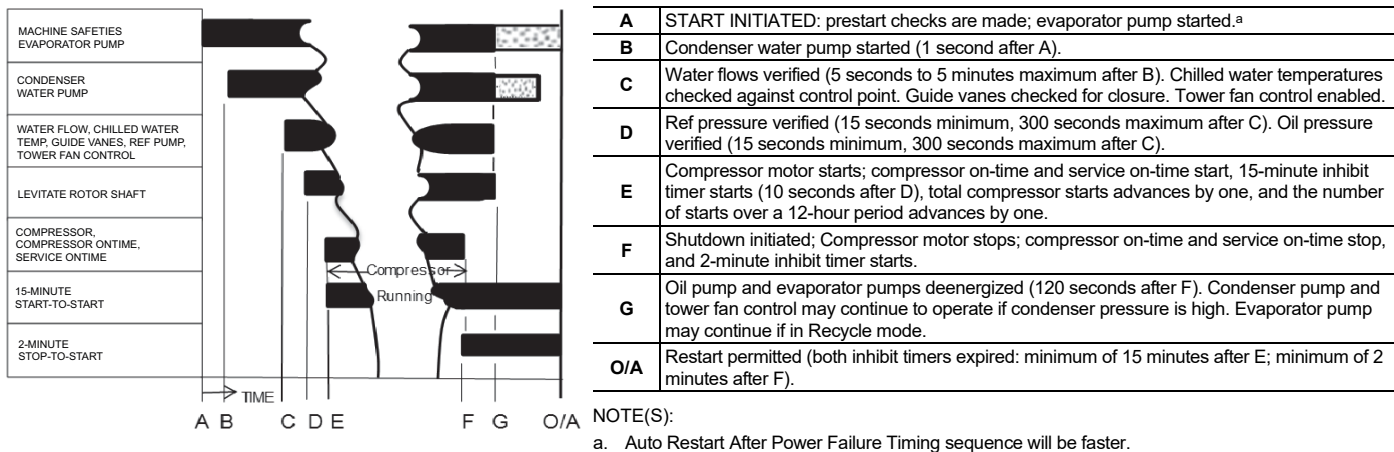 MACHINE SAFETIES
EVAPORATOR PUMP
CONDENSER
WATER PUMP
WATER FLOW, CHILLED WATER
TEMP, GUIDE VANES, REF PUMP,
TOWER FAN CONTROL
LEVITATE ROTOR SHAFT
COMPRESSOR,
COMPRESSOR ONTIME,
SERVICE ONTIME
15-MINUTE
START-TO-START
2-MINUTE
STOP-TO-START
Compressor
Running
TIME
A B C D E F G O/A
A START INITIATED: prestart checks are made; evaporator pump started.a
B Condenser water pump started (1 second after A).
C Water flows verified (5 seconds to 5 minutes maximum after B). Chilled water temperatures
checked against control point. Guide vanes checked for closure. Tower fan control enabled.
D Ref pressure verified (15 seconds minimum, 300 seconds maximum after C). Oil pressure
verified (15 seconds minimum, 300 seconds maximum after C).
E Compressor motor starts; compressor on-time and service on-time start, 15-minute inhibit
timer starts (10 seconds after D), total compressor starts advances by one, and the number
of starts over a 12-hour period advances by one.
F Shutdown initiated; Compressor motor stops; compressor on-time and service on-time stop,
and 2-minute inhibit timer starts.
G Oil pump and evaporator pumps deenergized (120 seconds after F). Condenser pump and
tower fan control may continue to operate if condenser pressure is high. Evaporator pump
may continue if in Recycle mode.
O/A Restart permitted (both inhibit timers expired: minimum of 15 minutes after E; minimum of 2
minutes after F).
NOTE(S):
a. Auto Restart After Power Failure Timing sequence will be faster.